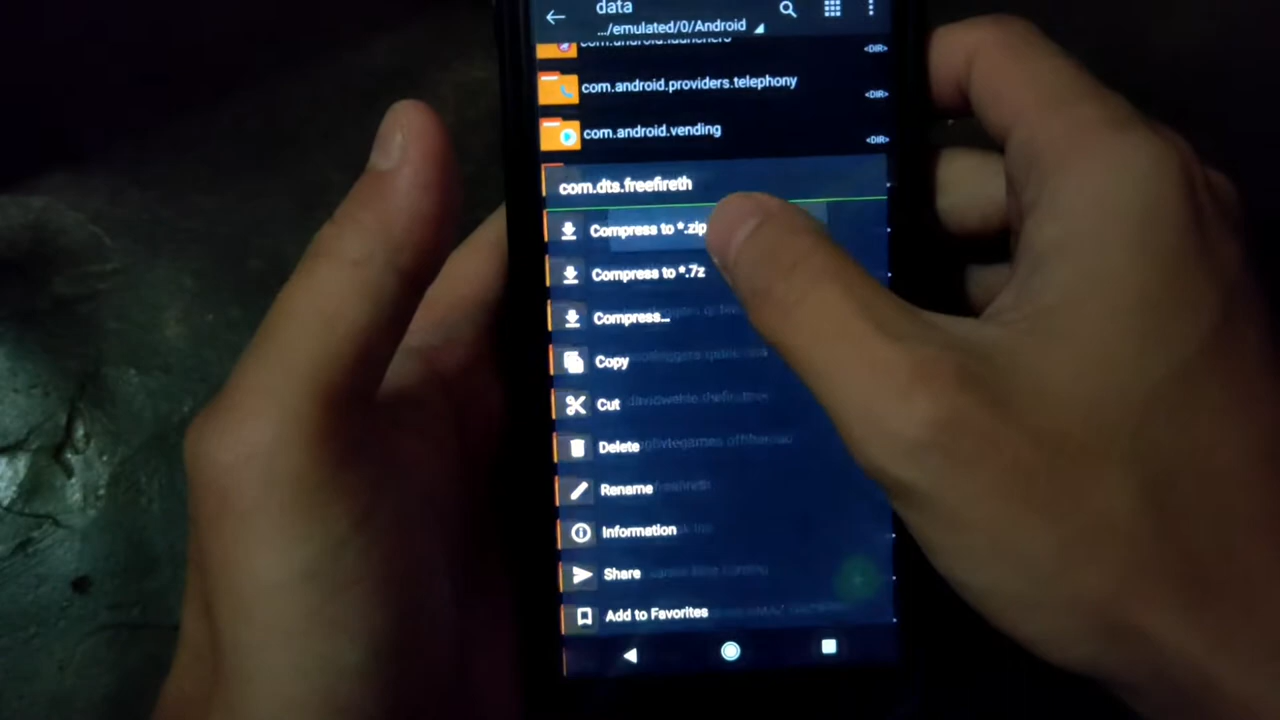 data
.../emulated/0/Android
<DIR>
com.android.providers.telephony
<DIR>
com.android.vending
<DIR>
com.dts.freefireth
Compress to *.zip
Compress to *.7z
Compress...
Copy
Cut
Delete
Rename
Information
Share
Add to Favorites